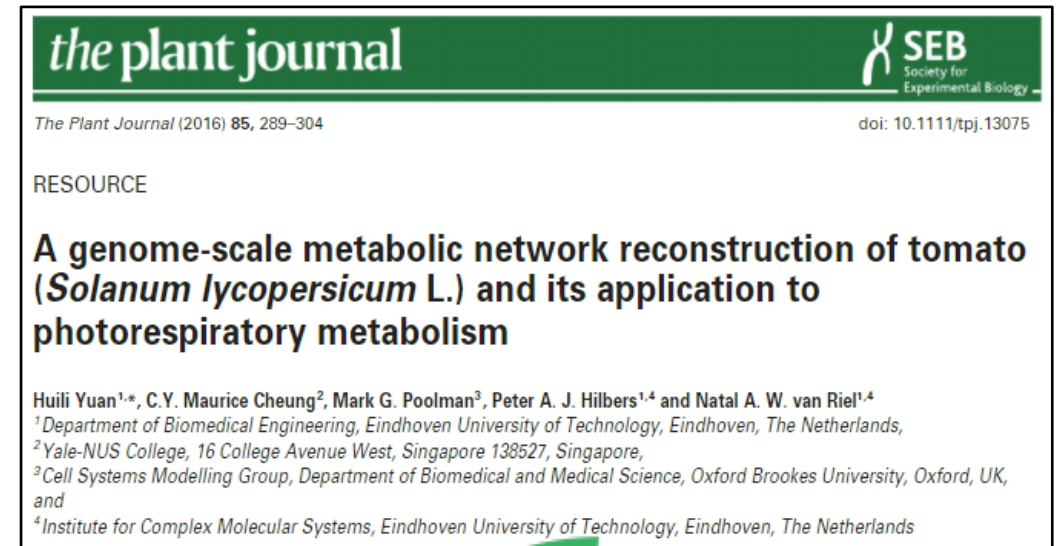 the plant journal
SEB
Society for
Experimental Biology
The Plant Journal (2016) 85, 289–304
doi: 10.1111/tpj.13075
RESOURCE
A genome-scale metabolic network reconstruction of tomato
(Solanum lycopersicum L.) and its application to
photorespiratory metabolism
Huili Yuan1,*, C.Y. Maurice Cheung2, Mark G. Poolman3, Peter A. J. Hilbers1,4 and Natal A. W. van Riel1,4
1Department of Biomedical Engineering, Eindhoven University of Technology, Eindhoven, The Netherlands,
2Yale-NUS College, 16 College Avenue West, Singapore 138527, Singapore,
3Cell Systems Modelling Group, Department of Biomedical and Medical Science, Oxford Brookes University, Oxford, UK,
and
4Institute for Complex Molecular Systems, Eindhoven University of Technology, Eindhoven, The Netherlands